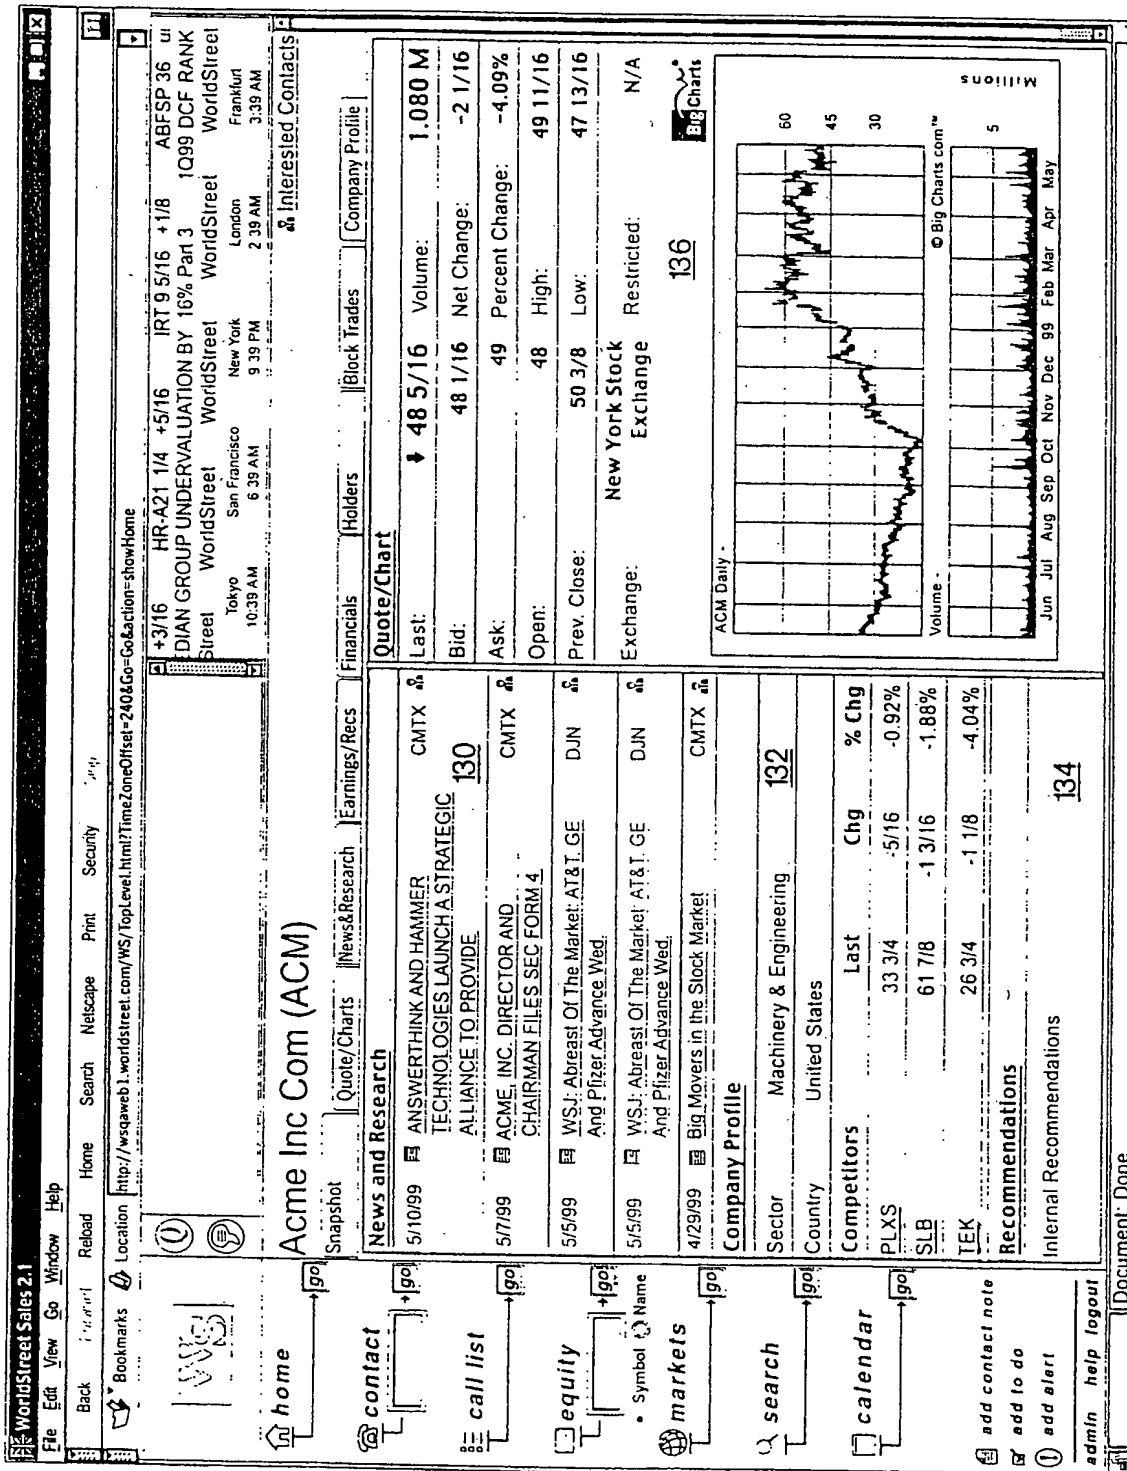 WorldStreet Sales 2.1
File Edit View Go Window Help
Back Reload Home Search Netscape Print Security
Bookmarks Location http://wsqaweb1.worldstreet.com/WS/TopLevel.html?TimeZoneOffset=240&Go=Go&action=showHome
+3/16 HR-A21 1/4 +5/16 IRT 9 5/16 +1/8 ABFSP 36
DIAN GROUP UNDERVALUATION BY 16% Part 3 1Q99 DCF RANK
Street WorldStreet WorldStreet WorldStreet WorldStreet
Tokyo San Francisco New York London Frankfurt
10:39 AM 6 39 AM 9 39 PM 2 39 AM 3:39 AM
home
go
contact
go
call list
go
equity
go
Symbol Name
markets
go
search
go
calendar
go
add contact note
add to do
add alert
admin help logout
Acme Inc Com (ACM)
Interested Contacts
Snapshot Quote/Charts News&Research Earnings/Recs Financials Holders Block Trades Company Profile
News and Research
5/10/99 ANSWERTHINK AND HAMMER CMTX
TECHNOLOGIES LAUNCH A STRATEGIC
ALLIANCE TO PROVIDE
130
5/7/99 ACME, INC. DIRECTOR AND CMTX
CHAIRMAN FILES SEC FORM 4
5/5/99 WSJ: Abreast Of The Market: AT&T. GE DJN
And Pfizer Advance Wed.
5/5/99 WSJ: Abreast Of The Market: AT&T. GE DJN
And Pfizer Advance Wed.
4/29/99 Big Movers in the Stock Market CMTX
Company Profile
Sector Machinery & Engineering
132
Country United States
Competitors Last Chg % Chg
PLXS 33 3/4 -5/16 -0.92%
SLB 61 7/8 -1 3/16 -1.88%
TEK 26 3/4 -1 1/8 -4.04%
Recommendations
Internal Recommendations
134
Quote/Chart
Last: 48 5/16 Volume: 1.080 M
Bid: 48 1/16 Net Change: -2 1/16
Ask: 49 Percent Change: -4.09%
Open: 48 High: 49 11/16
Prev. Close: 50 3/8 Low: 47 13/16
Exchange: New York Stock Restricted: N/A
Exchange
136
Big Charts
ACM Daily -
60
45
30
Volume - © Big Charts com™
5
Millions
Jun Jul Aug Sep Oct Nov Dec 99 Feb Mar Apr May
Document: Done